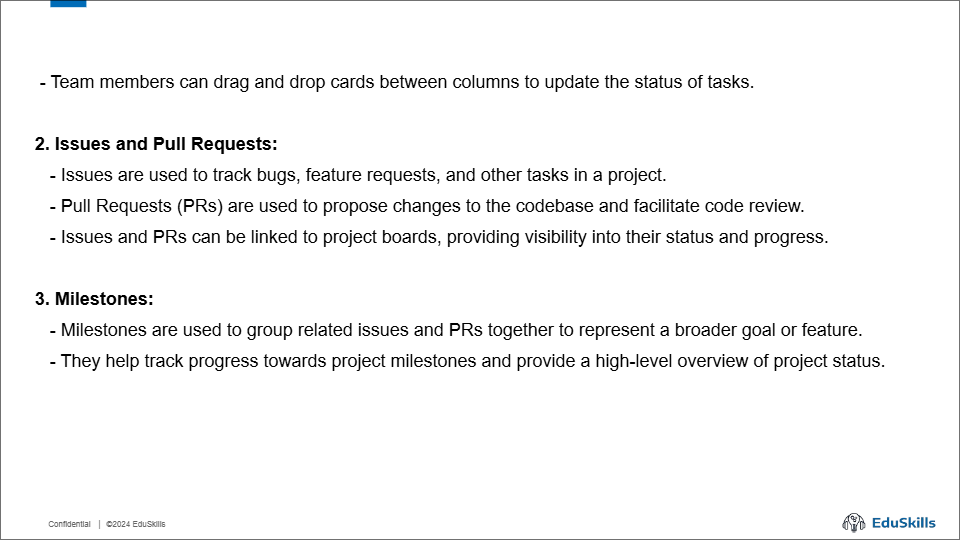 - Team members can drag and drop cards between columns to update the status of tasks.
2. Issues and Pull Requests:
- Issues are used to track bugs, feature requests, and other tasks in a project.
- Pull Requests (PRs) are used to propose changes to the codebase and facilitate code review.
- Issues and PRs can be linked to project boards, providing visibility into their status and progress.
3. Milestones:
- Milestones are used to group related issues and PRs together to represent a broader goal or feature.
- They help track progress towards project milestones and provide a high-level overview of project status.
Confidential | ©2024 EduSkills
EduSkills